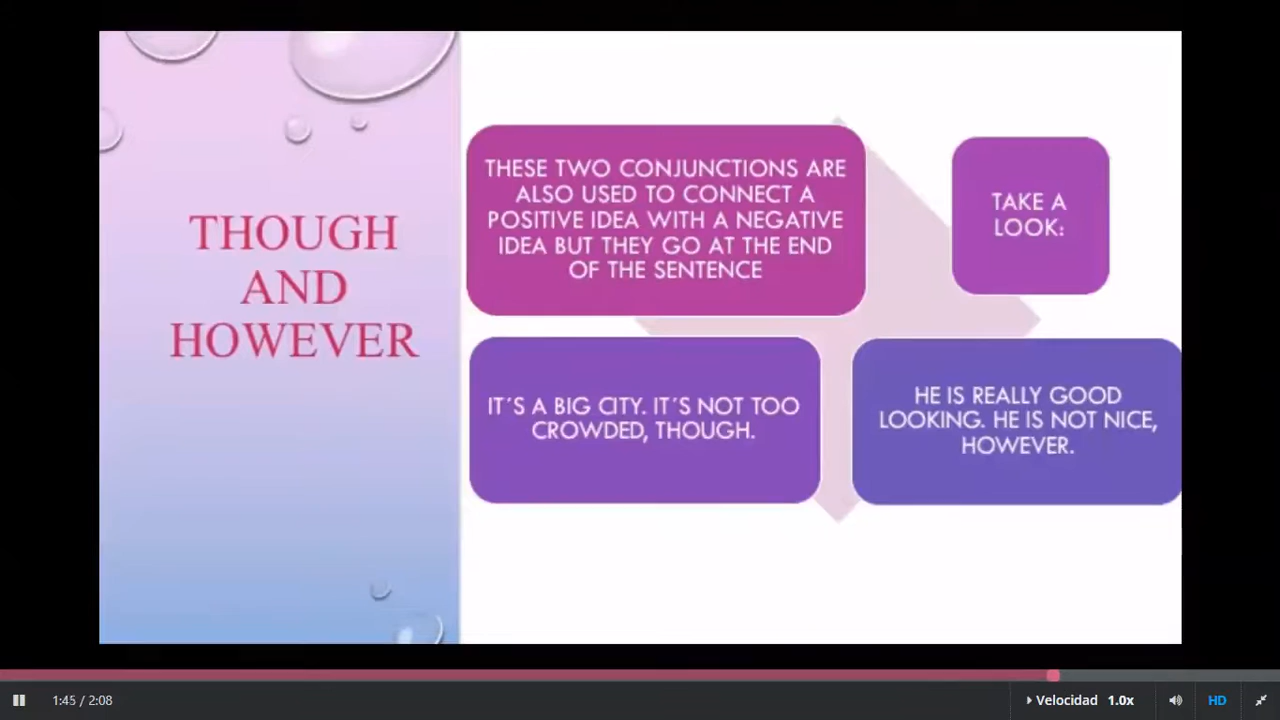 THOUGH
AND
HOWEVER
THESE TWO CONJUNCTIONS ARE
ALSO USED TO CONNECT A
POSITIVE IDEA WITH A NEGATIVE
IDEA BUT THEY GO AT THE END
OF THE SENTENCE
TAKE A
LOOK:
IT´S A BIG CITY. IT´S NOT TOO
CROWDED, THOUGH.
HE IS REALLY GOOD
LOOKING. HE IS NOT NICE,
HOWEVER.
1:45 / 2:08
Velocidad 1.0x
HD